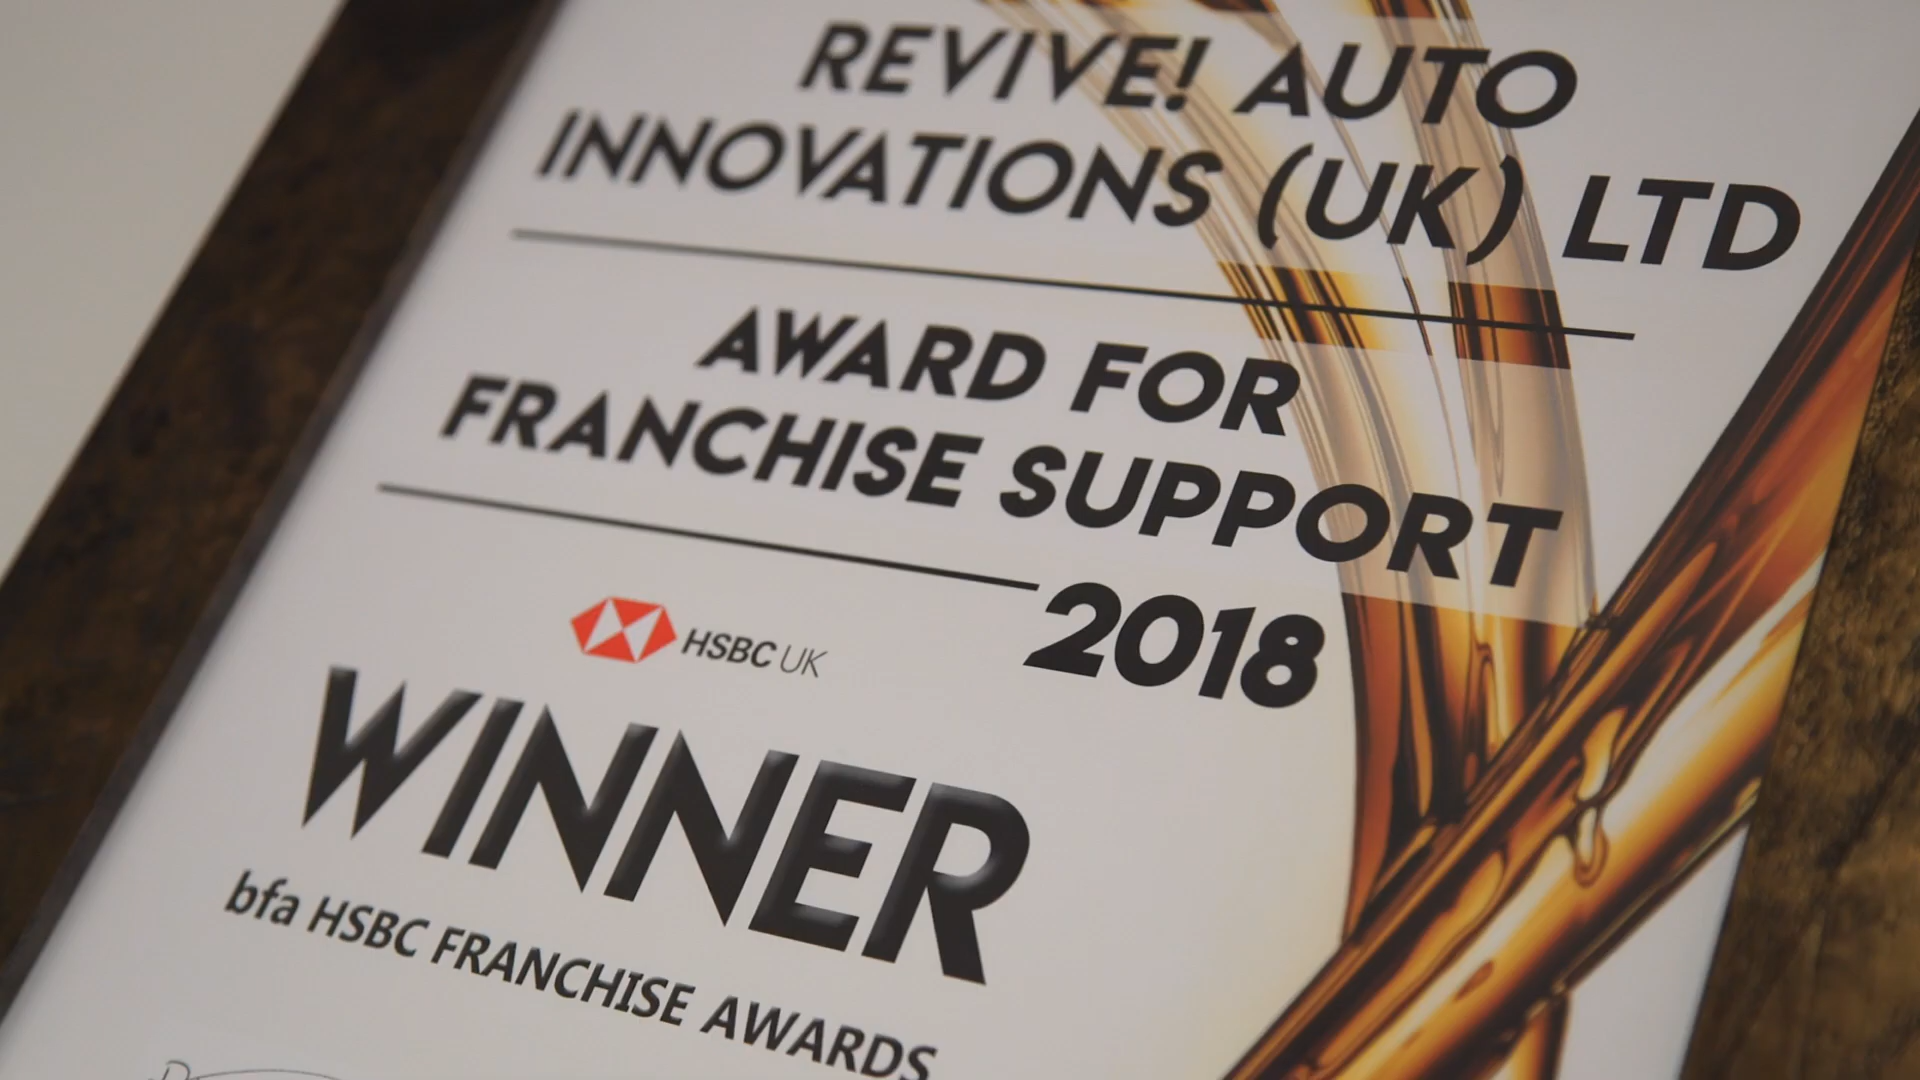 REVIVE! AUTO
INNOVATIONS (UK) LTD
AWARD FOR
FRANCHISE SUPPORT
2018
HSBC UK
WINNER
bfa HSBC FRANCHISE AWARDS